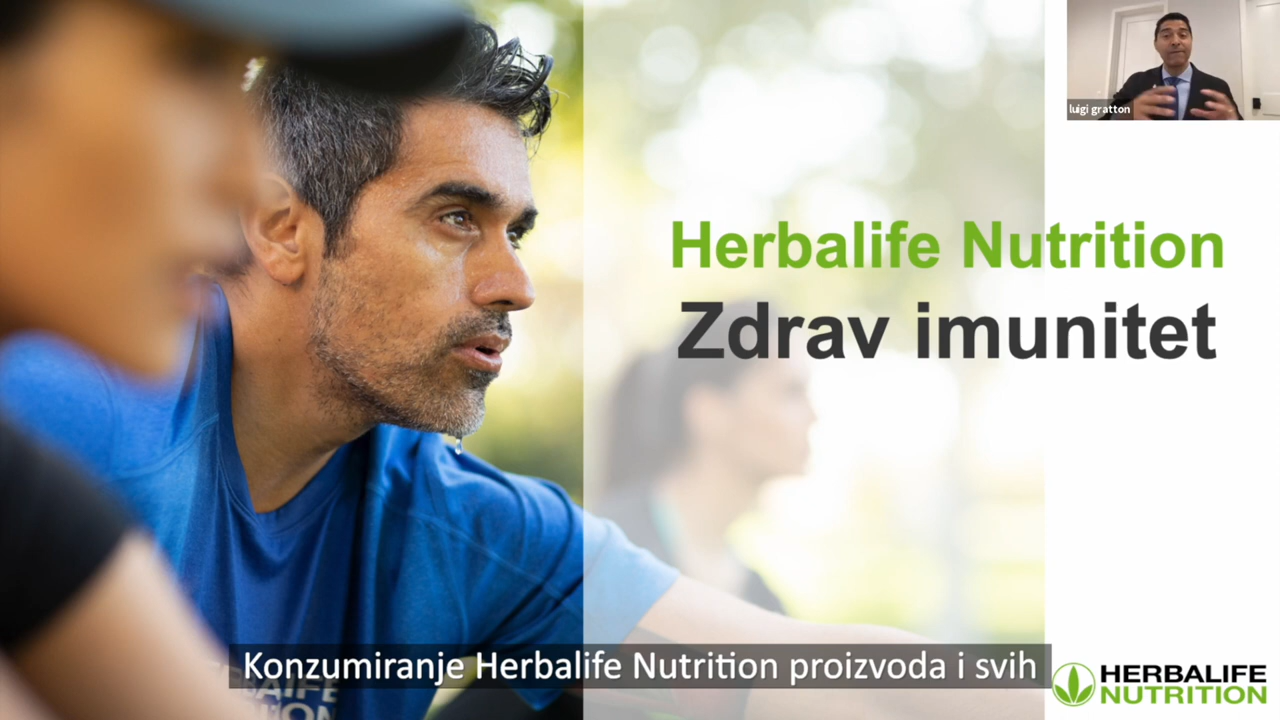 luigi gratton
Herbalife Nutrition
Zdrav imunitet
Konzumiranje Herbalife Nutrition proizvoda i svih
HERBALIFE
NUTRITION